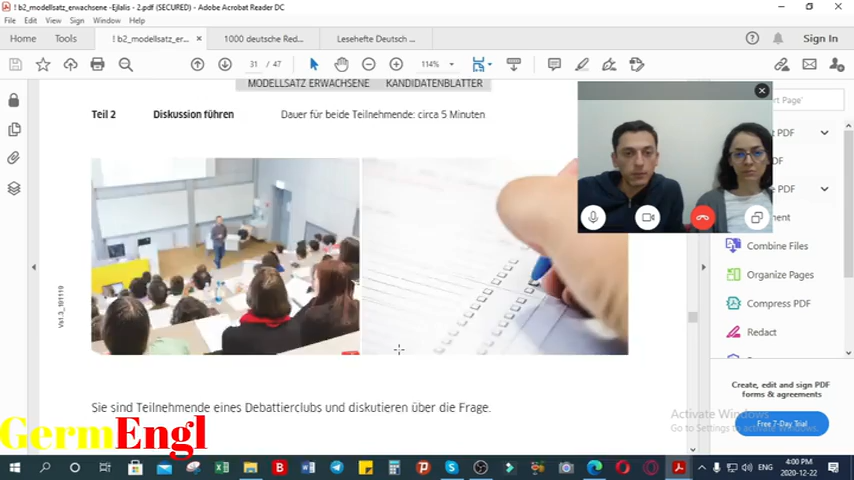 ! b2_modellsatz_erwachsene -Ejlalis - 2.pdf (SECURED) - Adobe Acrobat Reader DC
File Edit View Sign Window Help
Home Tools ! b2_modellsatz_er... × 1000 deutsche Red... Lesehefte Deutsch ... Sign In
31 / 47 114%
MODELLSATZ ERWACHSENE KANDIDATENBLÄTTER
Teil 2 Diskussion führen Dauer für beide Teilnehmende: circa 5 Minuten
Vs1.3_101119
Sie sind Teilnehmende eines Debattierclubs und diskutieren über die Frage.
Combine Files
Organize Pages
Compress PDF
Redact
Create, edit and sign PDF
forms & agreements
Free 7-Day Trial
Activate Windows
Go to Settings to activate Windows.
GermEngl
ENG
4:00 PM
2020-12-22